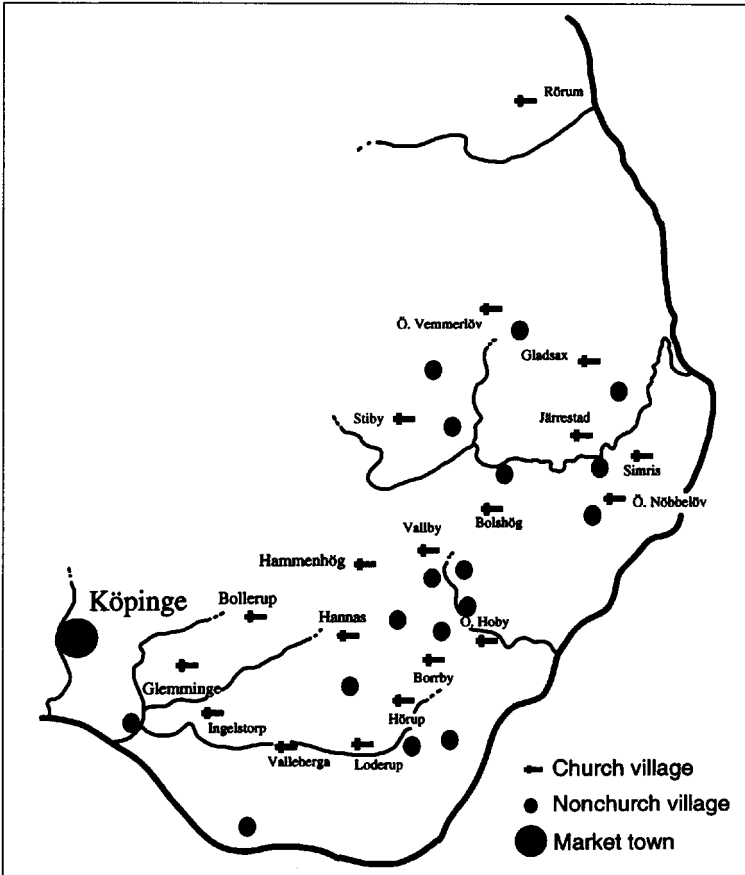 Rörum
Ö. Vemmerlöv
Gladsax
Stiby
Järrestad
Simris
Ö. Nöbbelöv
Bolshög
Vallby
Hammenhög
Köpinge
Bollerup
Hannas
Ö. Hoby
Borrby
Glemminge
Hörup
Ingelstorp
Valleberga
Loderup
Church village
Nonchurch village
Market town